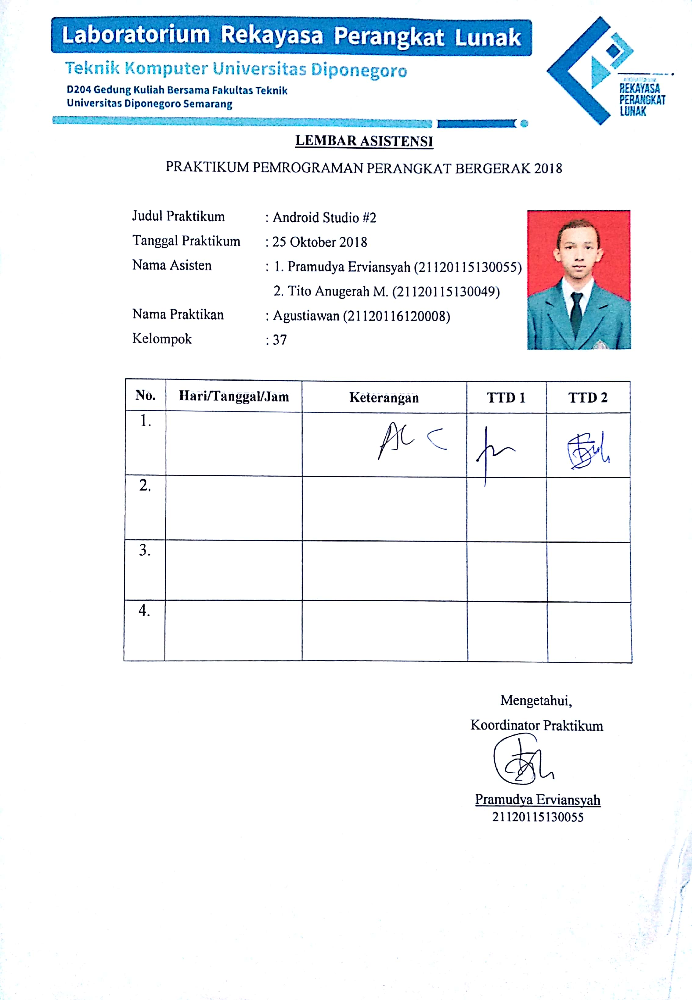 Laboratorium Rekayasa Perangkat Lunak
Teknik Komputer Universitas Diponegoro
D204 Gedung Kuliah Bersama Fakultas Teknik
Universitas Diponegoro Semarang
REKAYASA
PERANGKAT
LUNAK
LEMBAR ASISTENSI
PRAKTIKUM PEMROGRAMAN PERANGKAT BERGERAK 2018
Judul Praktikum : Android Studio #2
Tanggal Praktikum : 25 Oktober 2018
Nama Asisten : 1. Pramudya Erviansyah (21120115130055)
2. Tito Anugerah M. (21120115130049)
Nama Praktikan : Agustiawan (21120116120008)
Kelompok : 37
No. Hari/Tanggal/Jam Keterangan TTD 1 TTD 2
1. ACC
2.
3.
4.
Mengetahui,
Koordinator Praktikum
Pramudya Erviansyah
21120115130055